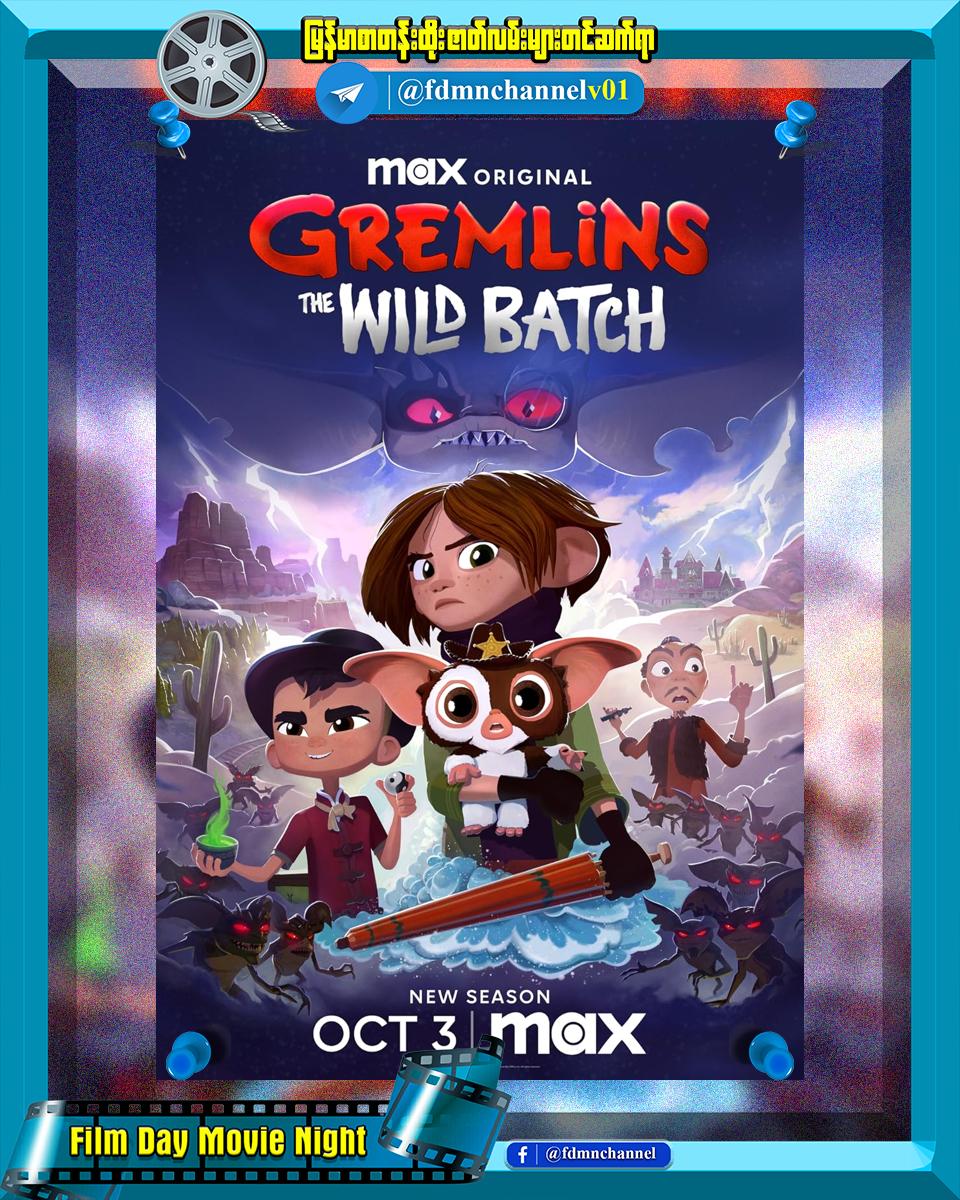 မြန်မာစာတန်းထိုးဇာတ်လမ်းများတင်ဆက်ရာ
@fdmnchannelv01
max ORIGINAL
GREMLiNS
THE WILD BATCH
NEW SEASON
OCT 3 | max
Film Day Movie Night
@fdmnchannel